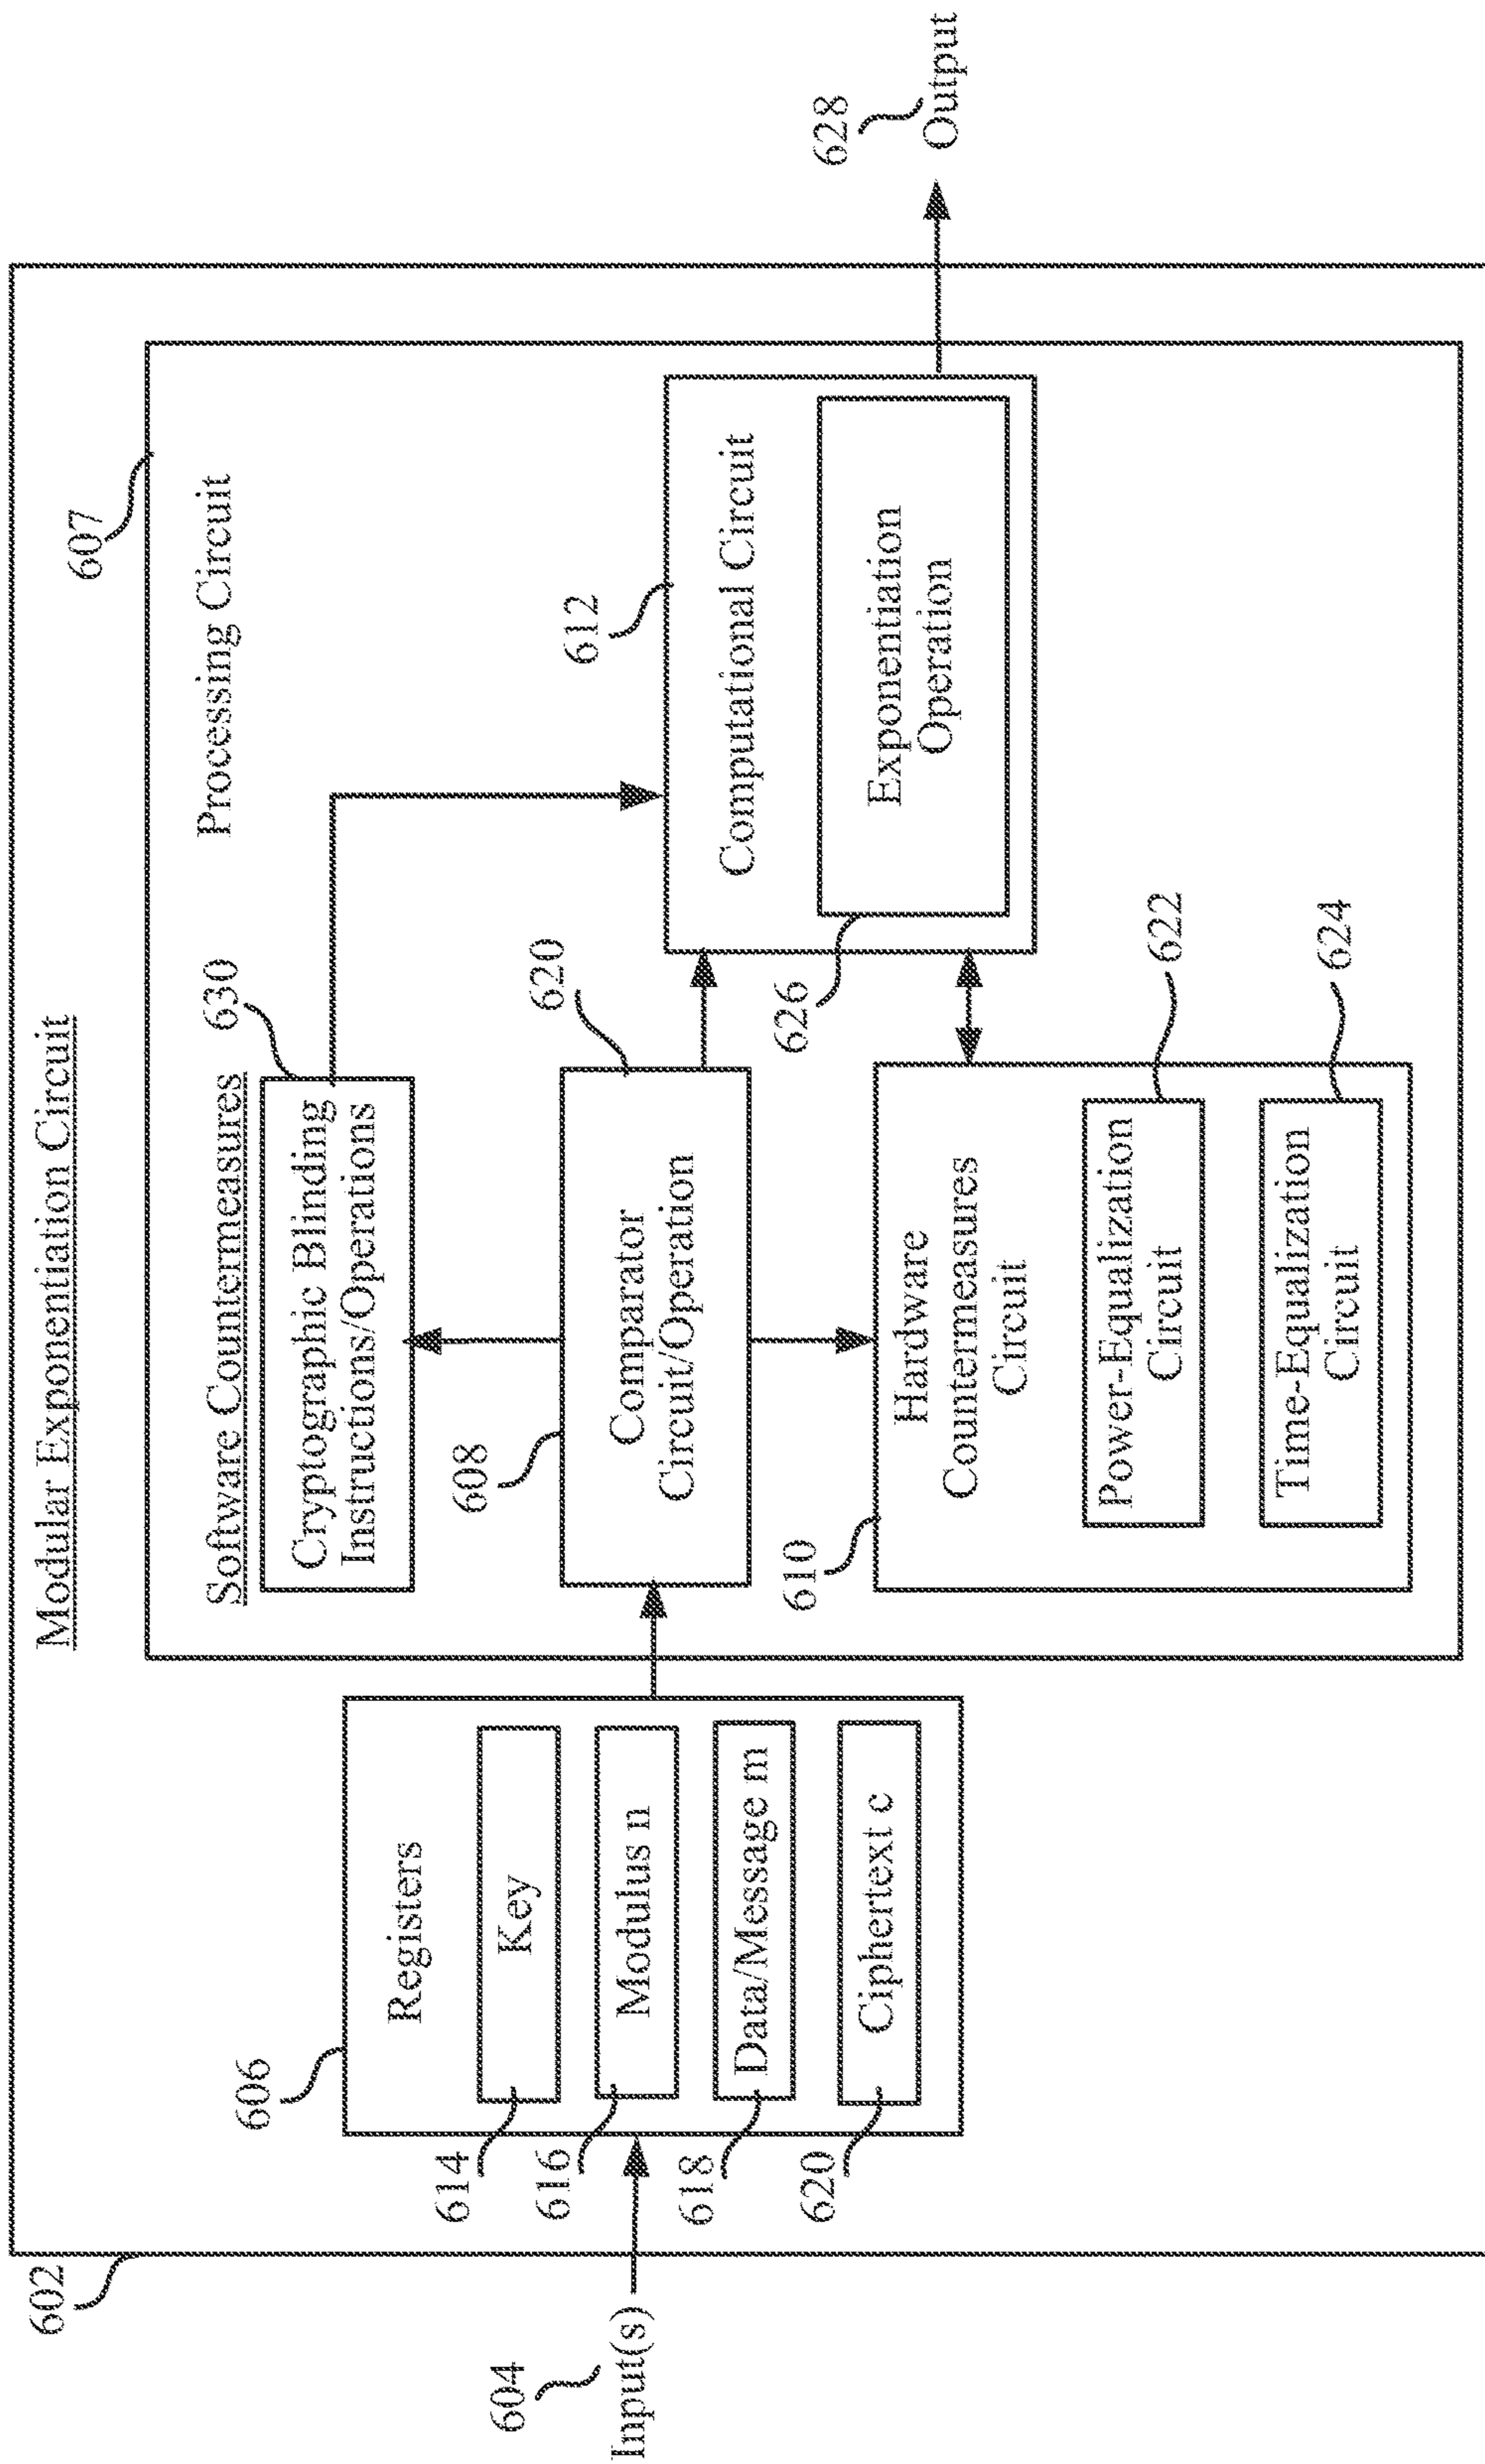 Modular Exponentiation Circuit
602
607
Processing Circuit
Software Countermeasures
630
Cryptographic Blinding
Instructions/Operations
606
Registers
614
Key
616
Modulus n
618
Data/Message m
620
Ciphertext c
604
Input(s)
608
Comparator
Circuit/Operation
620
612
Computational Circuit
626
Exponentiation
Operation
628
Output
610
Hardware
Countermeasures
Circuit
622
Power-Equalization
Circuit
624
Time-Equalization
Circuit